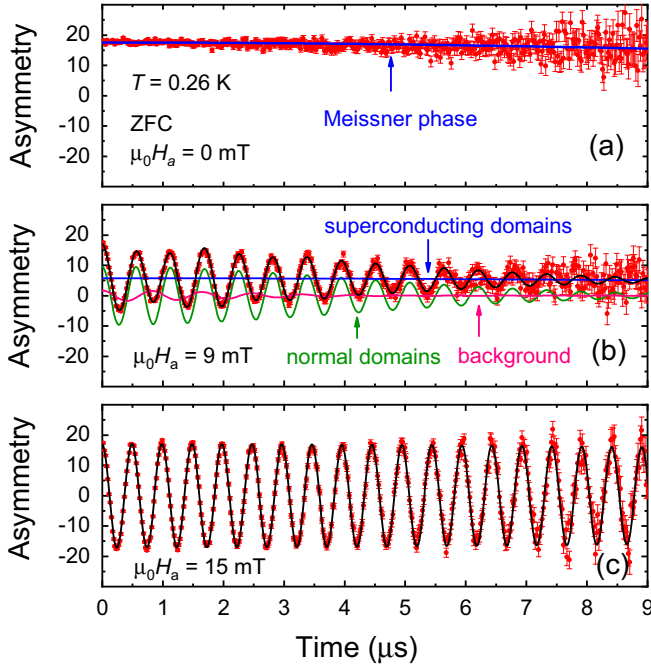 Asymmetry
20
10
0
-10
-20
T = 0.26 K
ZFC
μ₀Hₐ = 0 mT
Meissner phase
(a)
Asymmetry
20
10
0
-10
-20
superconducting domains
μ₀Hₐ = 9 mT
normal domains
background
(b)
Asymmetry
20
10
0
-10
-20
μ₀Hₐ = 15 mT
(c)
0 1 2 3 4 5 6 7 8 9
Time (μs)